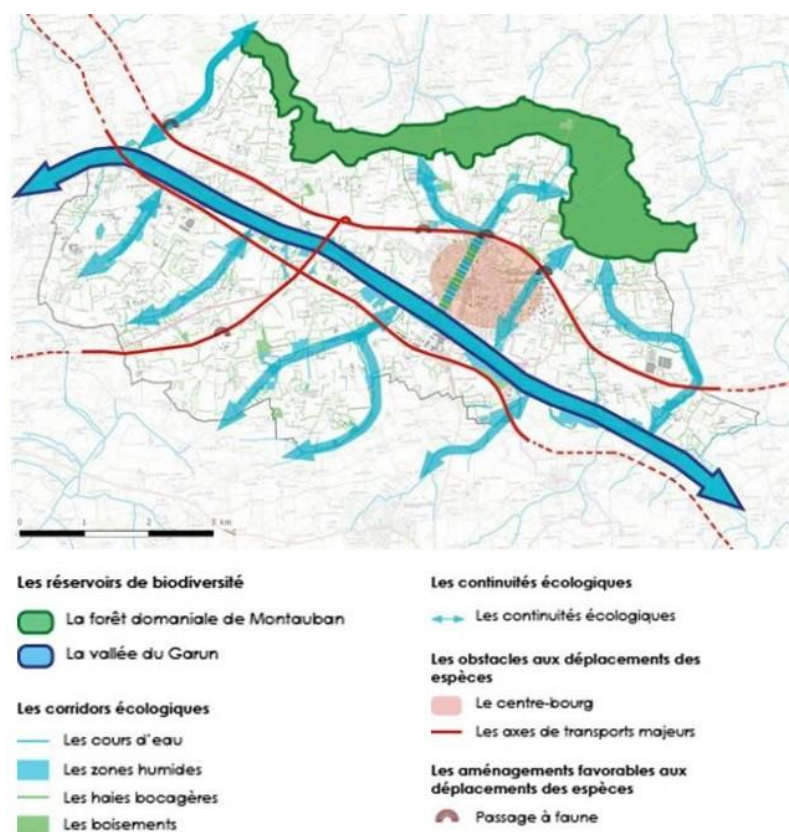 0 1 2 3 km
Les réservoirs de biodiversité
La forêt domaniale de Montauban
La vallée du Garun
Les corridors écologiques
Les cours d'eau
Les zones humides
Les haies bocagères
Les boisements
Les continuités écologiques
Les continuités écologiques
Les obstacles aux déplacements des
espèces
Le centre-bourg
Les axes de transports majeurs
Les aménagements favorables aux
déplacements des espèces
Passage à faune